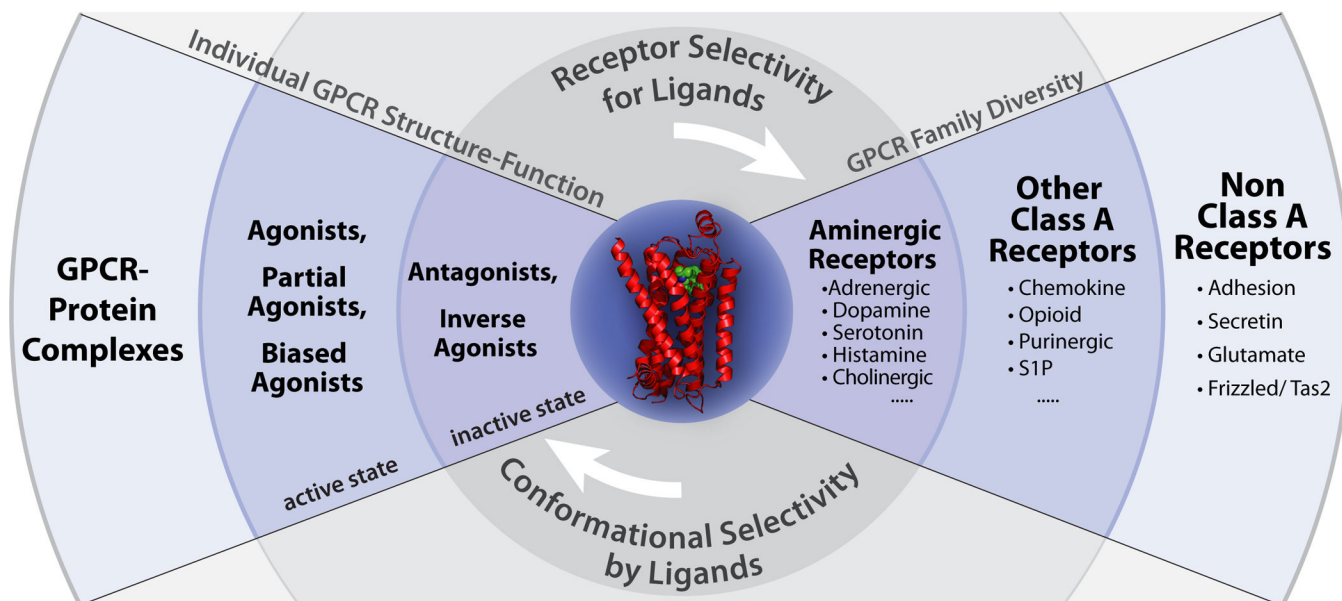 Individual GPCR Structure-Function
Receptor Selectivity
for Ligands
GPCR Family Diversity
GPCR-
Protein
Complexes
Agonists,
Partial
Agonists,
Biased
Agonists
active state
Antagonists,
Inverse
Agonists
inactive state
Aminergic
Receptors
•Adrenergic
• Dopamine
• Serotonin
• Histamine
• Cholinergic
.....
Other
Class A
Receptors
• Chemokine
• Opioid
• Purinergic
• S1P
.....
Non
Class A
Receptors
• Adhesion
• Secretin
• Glutamate
• Frizzled/ Tas2
Conformational Selectivity
by Ligands